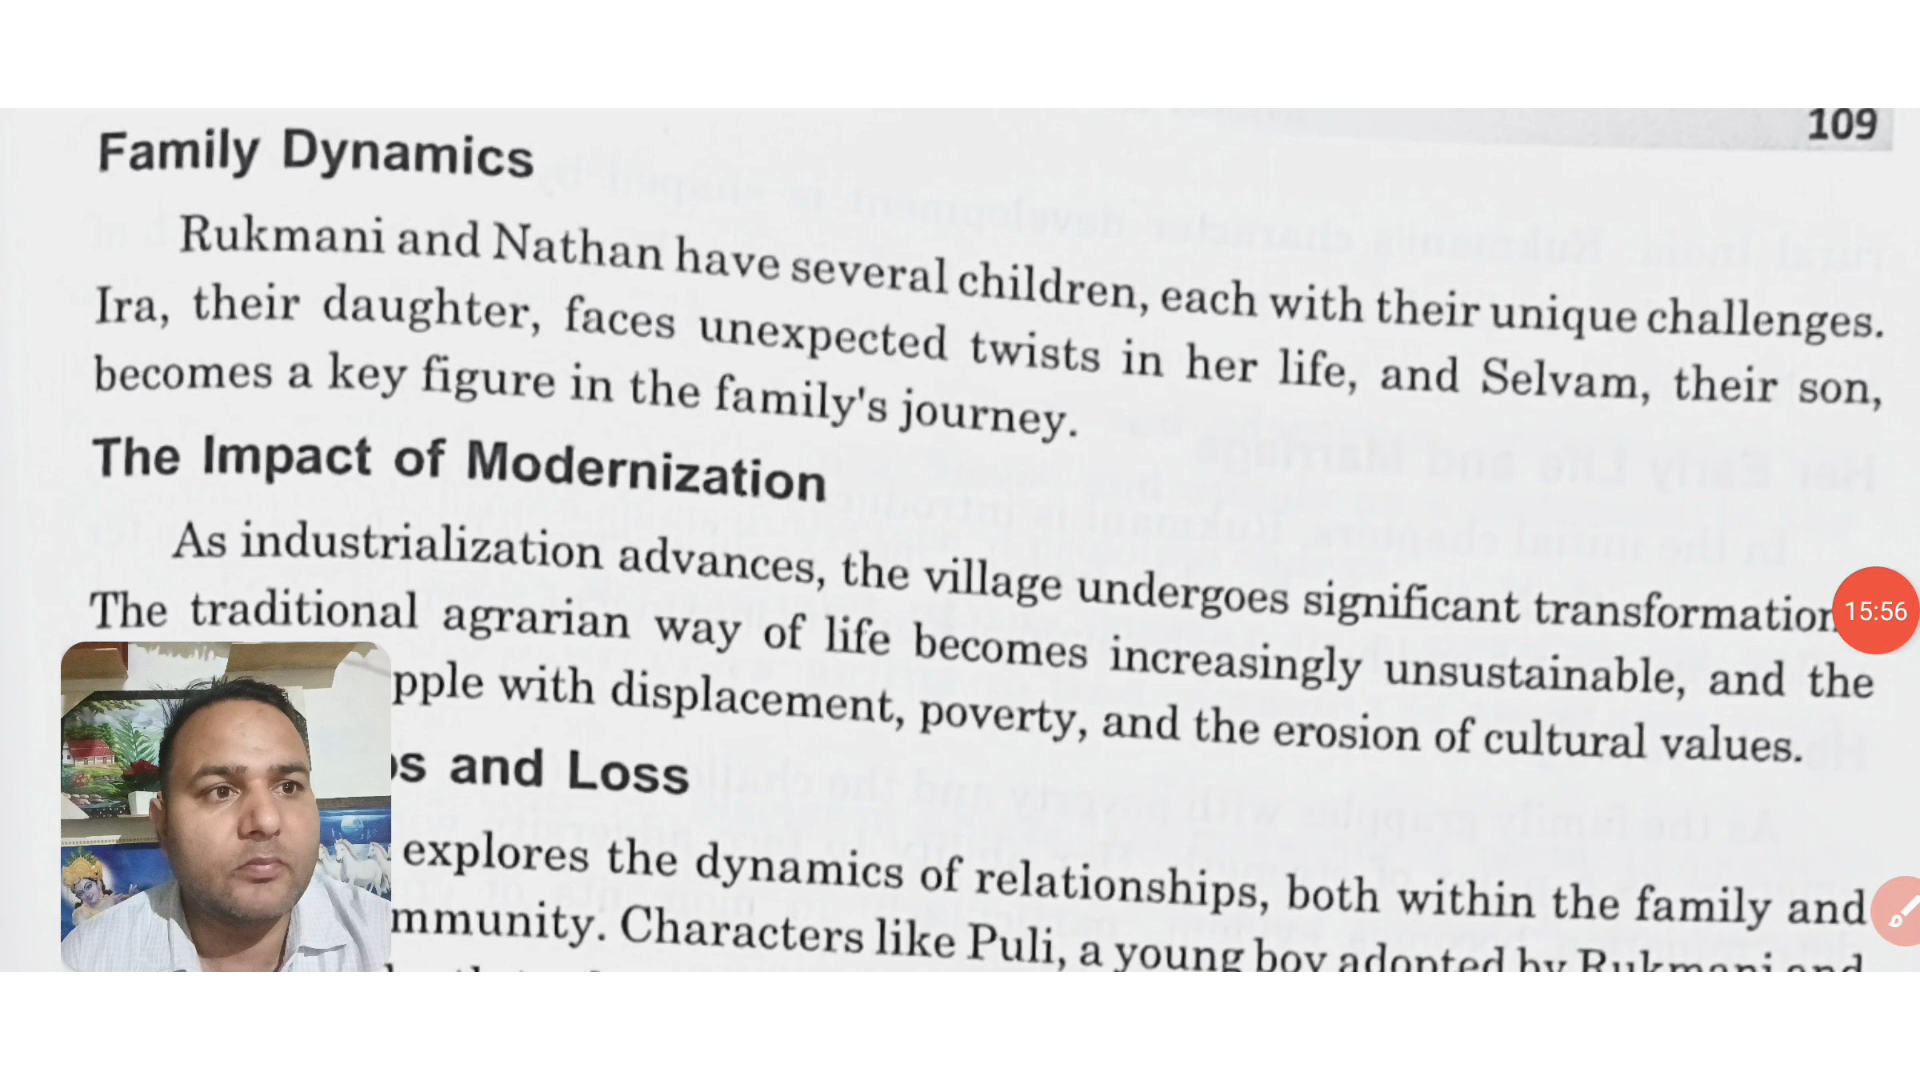 109
Family Dynamics
Rukmani and Nathan have several children, each with their unique challenges.
Ira, their daughter, faces unexpected twists in her life, and Selvam, their son,
becomes a key figure in the family's journey.
The Impact of Modernization
As industrialization advances, the village undergoes significant transformation
The traditional agrarian way of life becomes increasingly unsustainable, and the
pple with displacement, poverty, and the erosion of cultural values.
s and Loss
explores the dynamics of relationships, both within the family and
mmunity. Characters like Puli, a young boy adopted by Rukmani and
15:56